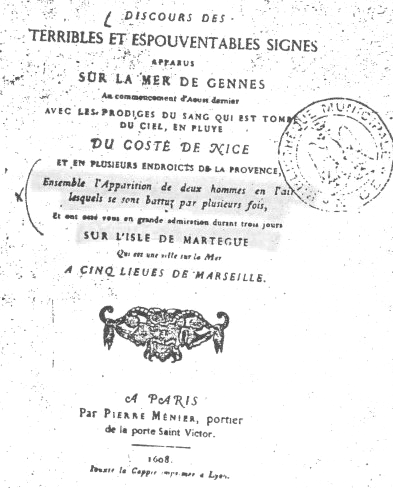 DISCOURS DES
TERRIBLES ET ESPOUVENTABLES SIGNES
APPARUS
SUR LA MER DE GENNES
Au commencement d'Aoust dernier
AVEC LES PRODIGES DU SANG QUI EST TOMBÉ
DU CIEL, EN PLUYE
DU COSTÉ DE NICE
ET EN PLUSIEURS ENDROICTS DE LA PROVENCE,
Ensemble l'Apparition de deux hommes en l'air
lesquels se sont battuz par plusieurs fois,
Et ont esté veus en grande admiration durant trois jours
SUR L'ISLE DE MARTEGUE
Qui est une ville sur la Mer
A CINQ LIEUES DE MARSEILLE.
MUNICIPALE
A PARIS
Par PIERRE MÉNIER, portier
de la porte Saint Victor.
1608.
Jouxte la Coppie imprimee a Lyon.